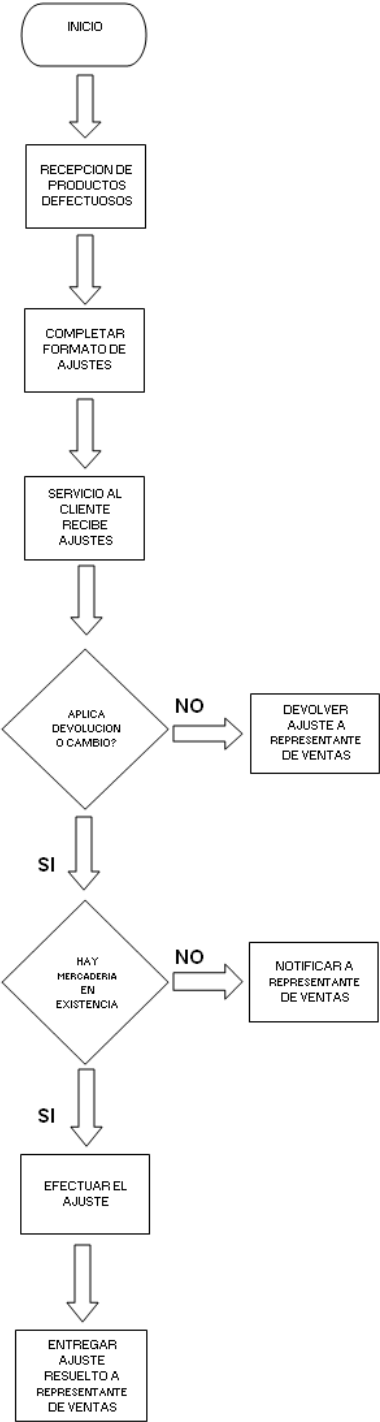 INICIO
RECEPCION DE
PRODUCTOS
DEFECTUOSOS
COMPLETAR
FORMATO DE
AJUSTES
SERVICIO AL
CLIENTE
RECIBE
AJUSTES
APLICA
DEVOLUCION
O CAMBIO?
NO
DEVOLVER
AJUSTE A
REPRESENTANTE
DE VENTAS
SI
HAY
MERCADERIA
EN
EXISTENCIA
NO
NOTIFICAR A
REPRESENTANTE
DE VENTAS
SI
EFECTUAR EL
AJUSTE
ENTREGAR
AJUSTE
RESUELTO A
REPRESENTANTE
DE VENTAS